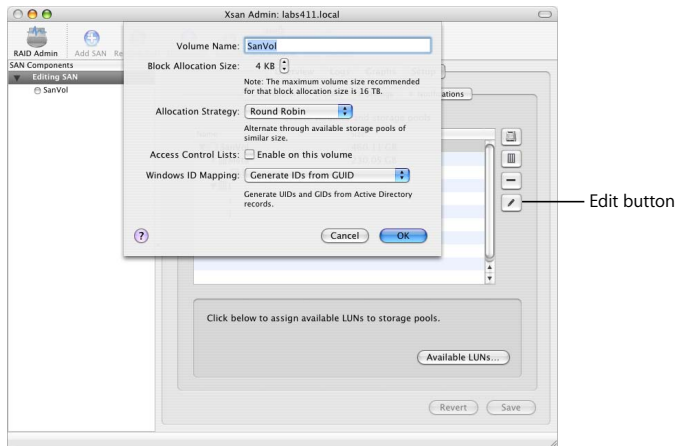 Xsan Admin: labs411.local
RAID Admin
Add SAN
Re
SAN Components
Editing SAN
SanVol
Volume Name: SanVol
Block Allocation Size: 4 KB
Note: The maximum volume size recommended
for that block allocation size is 16 TB.
Allocation Strategy: Round Robin
Alternate through available storage pools of
similar size.
Access Control Lists: Enable on this volume
Windows ID Mapping: Generate IDs from GUID
Generate UIDs and GIDs from Active Directory
records.
?
Cancel
OK
Edit button
Click below to assign available LUNs to storage pools.
Available LUNs...
Revert
Save